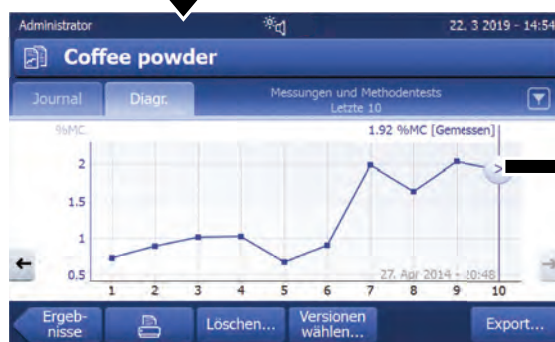 Administrator
22. 3 2019 - 14:54
Coffee powder
Journal
Diagr.
Messungen und Methodentests
Letzte 10
%MC
1.92 %MC [Gemessen]
2
1.5
1
0.5
27. Apr 2014 - 20:48
1 2 3 4 5 6 7 8 9 10
Ergeb-
nisse
Löschen...
Versionen
wählen...
Export...